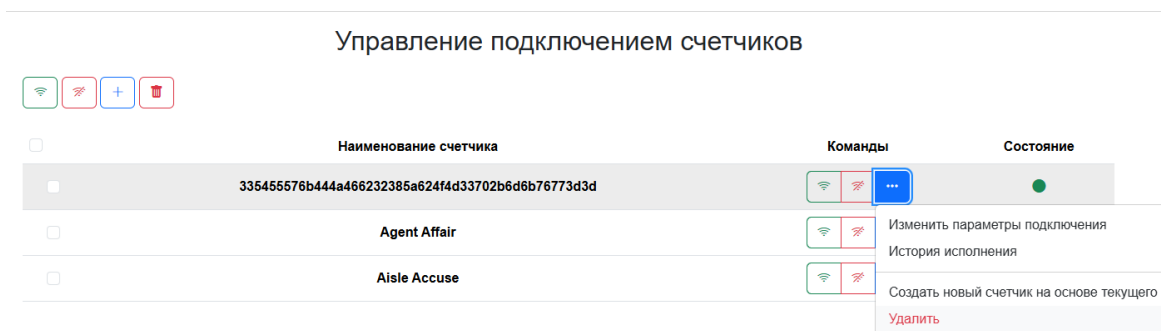 Управление подключением счетчиков
Наименование счетчика Команды Состояние
335455576b444a466232385a624f4d33702b6d6b76773d3d
Изменить параметры подключения
Agent Affair
История исполнения
Aisle Accuse
Создать новый счетчик на основе текущего
Удалить